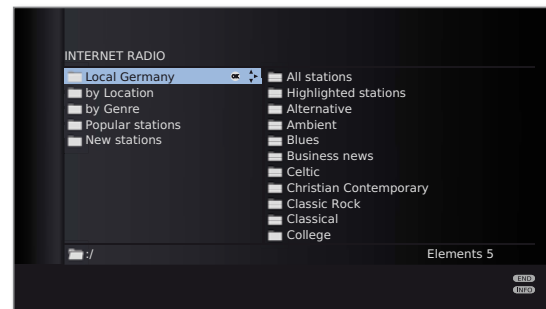 INTERNET RADIO
Local Germany OK
by Location
by Genre
Popular stations
New stations
All stations
Highlighted stations
Alternative
Ambient
Blues
Business news
Celtic
Christian Contemporary
Classic Rock
Classical
College
:/
Elements 5
END
INFO